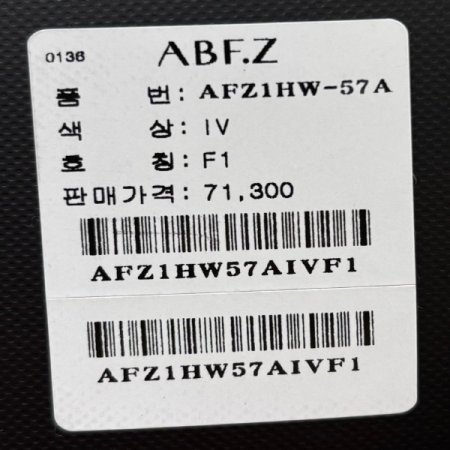 0136 ABF.Z
품 번: AFZ1HW-57A
색 상: IV
호 칭: F1
판매가격: 71,300
AFZ1HW57AIVF1
AFZ1HW57AIVF1